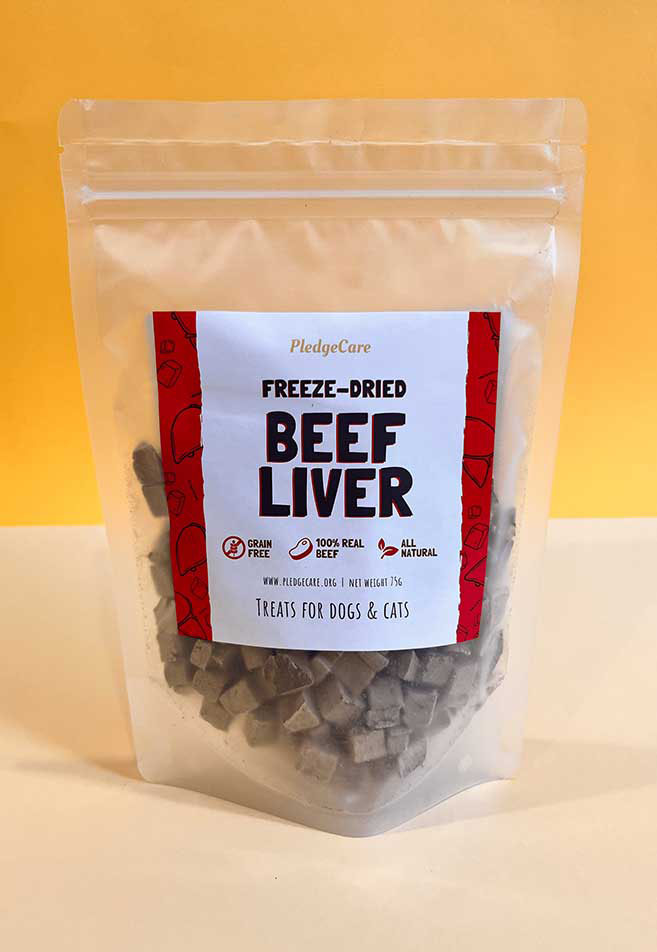 PledgeCare
FREEZE-DRIED
BEEF
LIVER
GRAIN
FREE
100% REAL
BEEF
ALL
NATURAL
WWW.PLEDGECARE.ORG | NET WEIGHT 75G
TREATS FOR DOGS & CATS